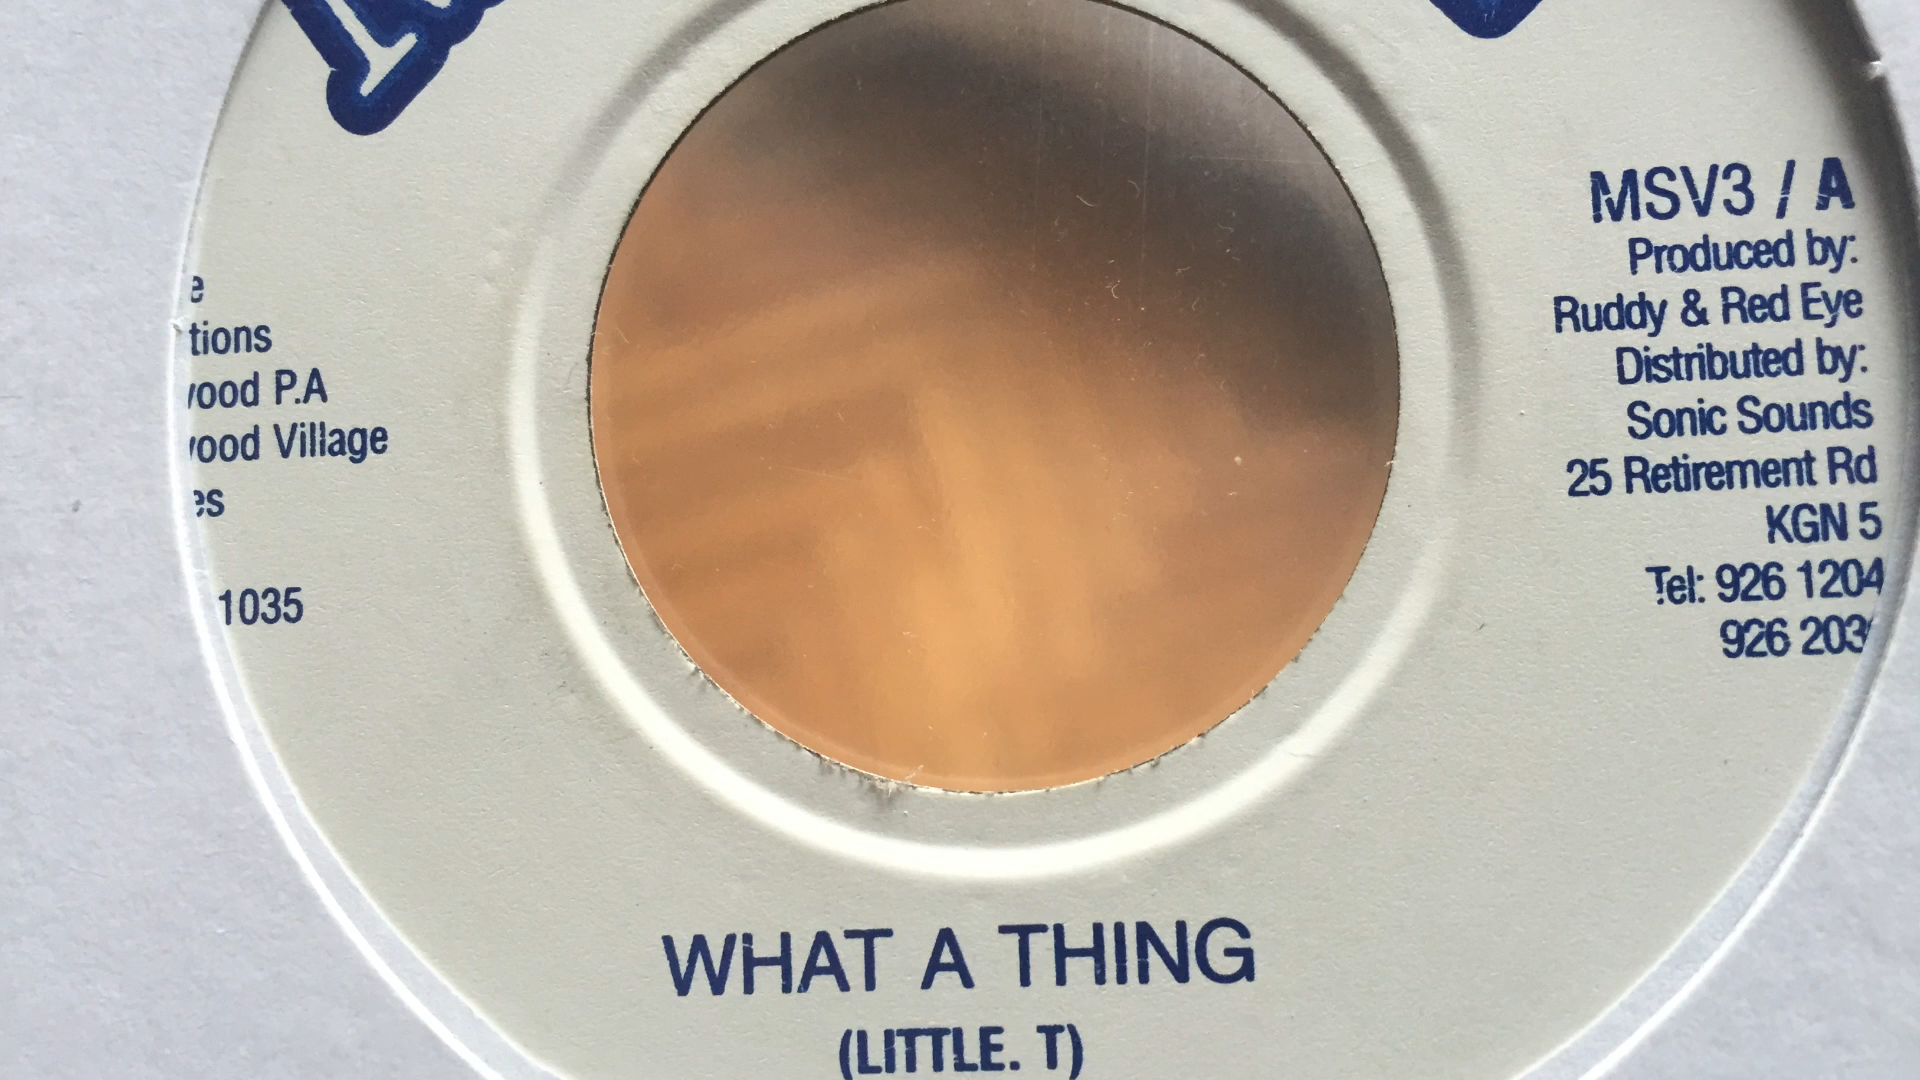 tions
P.A
Village
1035
MSV3 / A
Produced by:
Ruddy & Red Eye
Distributed by:
Sonic Sounds
25 Retirement Rd
KGN 5
Tel: 926 1204
926
WHAT A THING
(LITTLE. T)